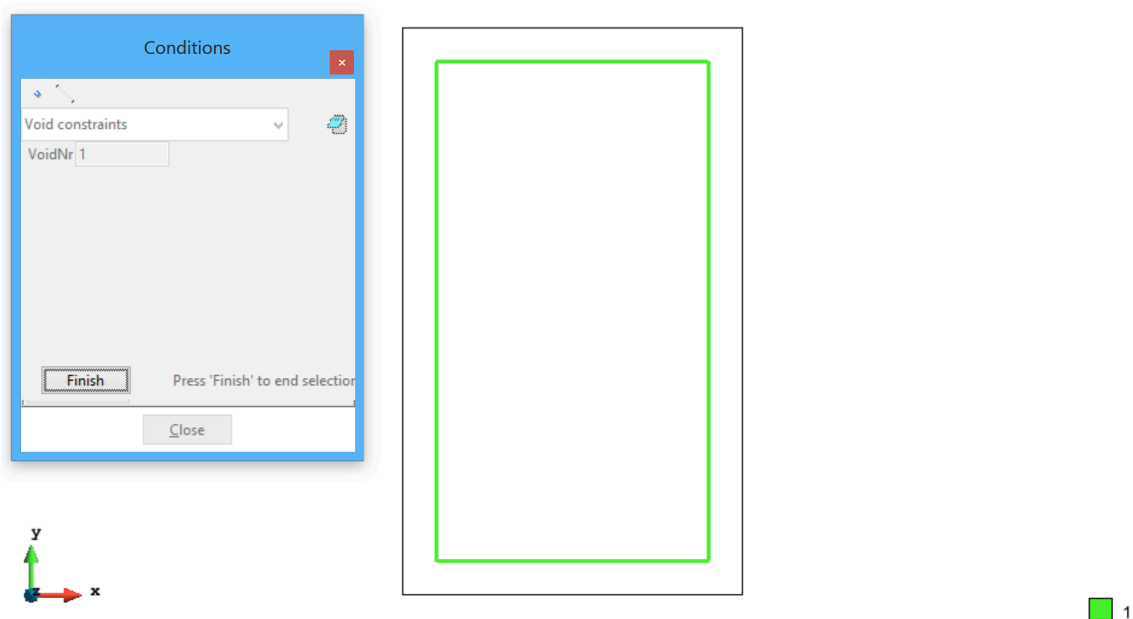 Conditions
Void constraints
VoidNr 1
Finish Press 'Finish' to end selection
Close
y
z x
1